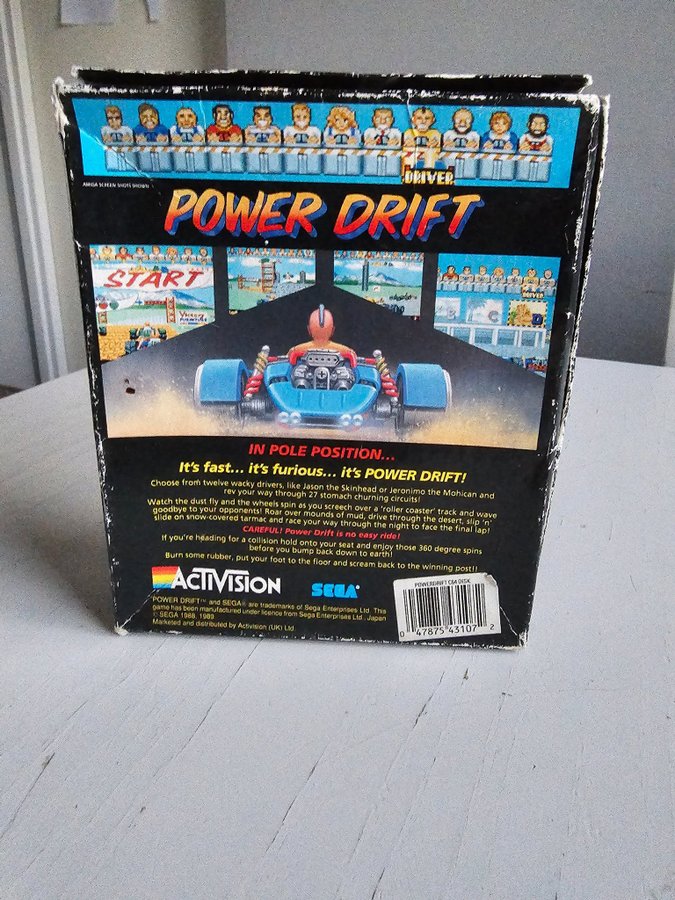 DRIVER
AMIGA SCREEN SHOTS SHOWN
POWER DRIFT
START
DRIVER
B C
IN POLE POSITION...
It's fast... it's furious... it's POWER DRIFT!
Choose from twelve wacky drivers, like Jason the Skinhead or Jeronimo the Mohican and
rev your way through 27 stomach churning circuits!
Watch the dust fly and the wheels spin as you screech over a 'roller coaster' track and wave
goodbye to your opponents! Roar over mounds of mud, drive through the desert, slip 'n'
slide on snow-covered tarmac and race your way through the night to face the final lap!
CAREFUL! Power Drift is no easy ride!
If you're heading for a collision hold onto your seat and enjoy those 360 degree spins
before you bump back down to earth!
Burn some rubber, put your foot to the floor and scream back to the winning post!!
ACTIVISION
SEGA®
POWERDRIFT C64 DISK
0 47875 43107 2
POWER DRIFT™ and SEGA® are trademarks of Sega Enterprises Ltd. This
game has been manufactured under licence from Sega Enterprises Ltd., Japan
© SEGA 1988, 1989
Marketed and distributed by Activision (UK) Ltd